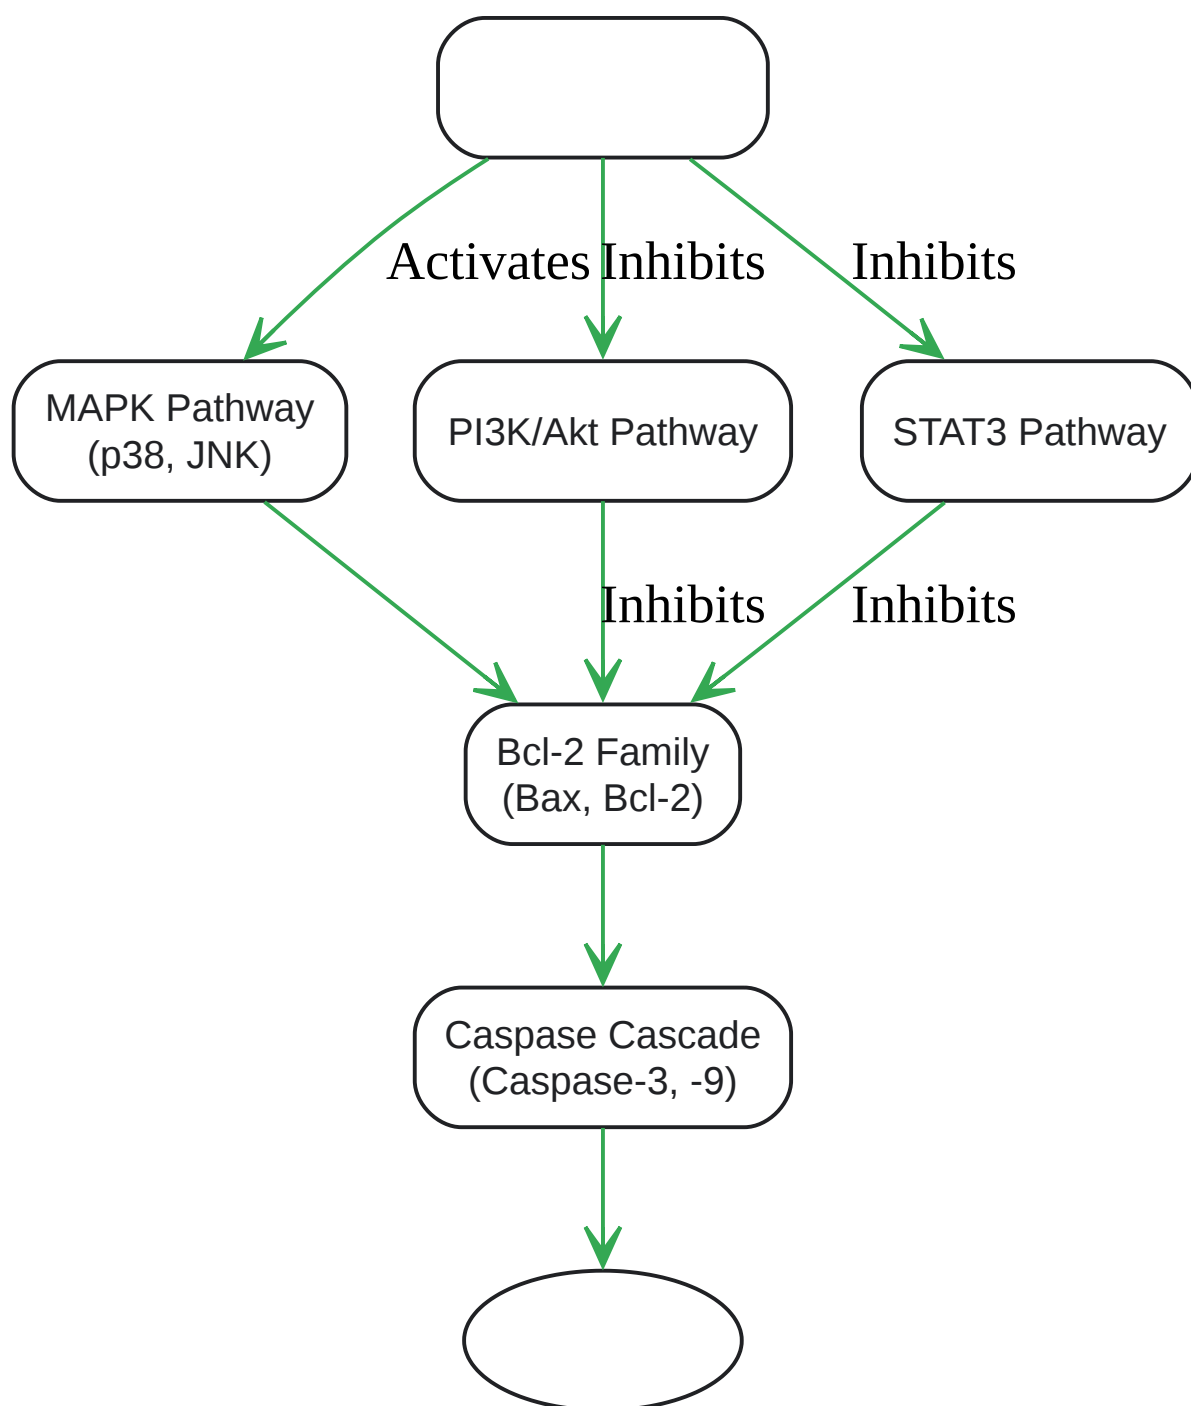 Activates
Inhibits
Inhibits
MAPK Pathway
(p38, JNK)
PI3K/Akt Pathway
STAT3 Pathway
Inhibits
Inhibits
Bcl-2 Family
(Bax, Bcl-2)
Caspase Cascade
(Caspase-3, -9)